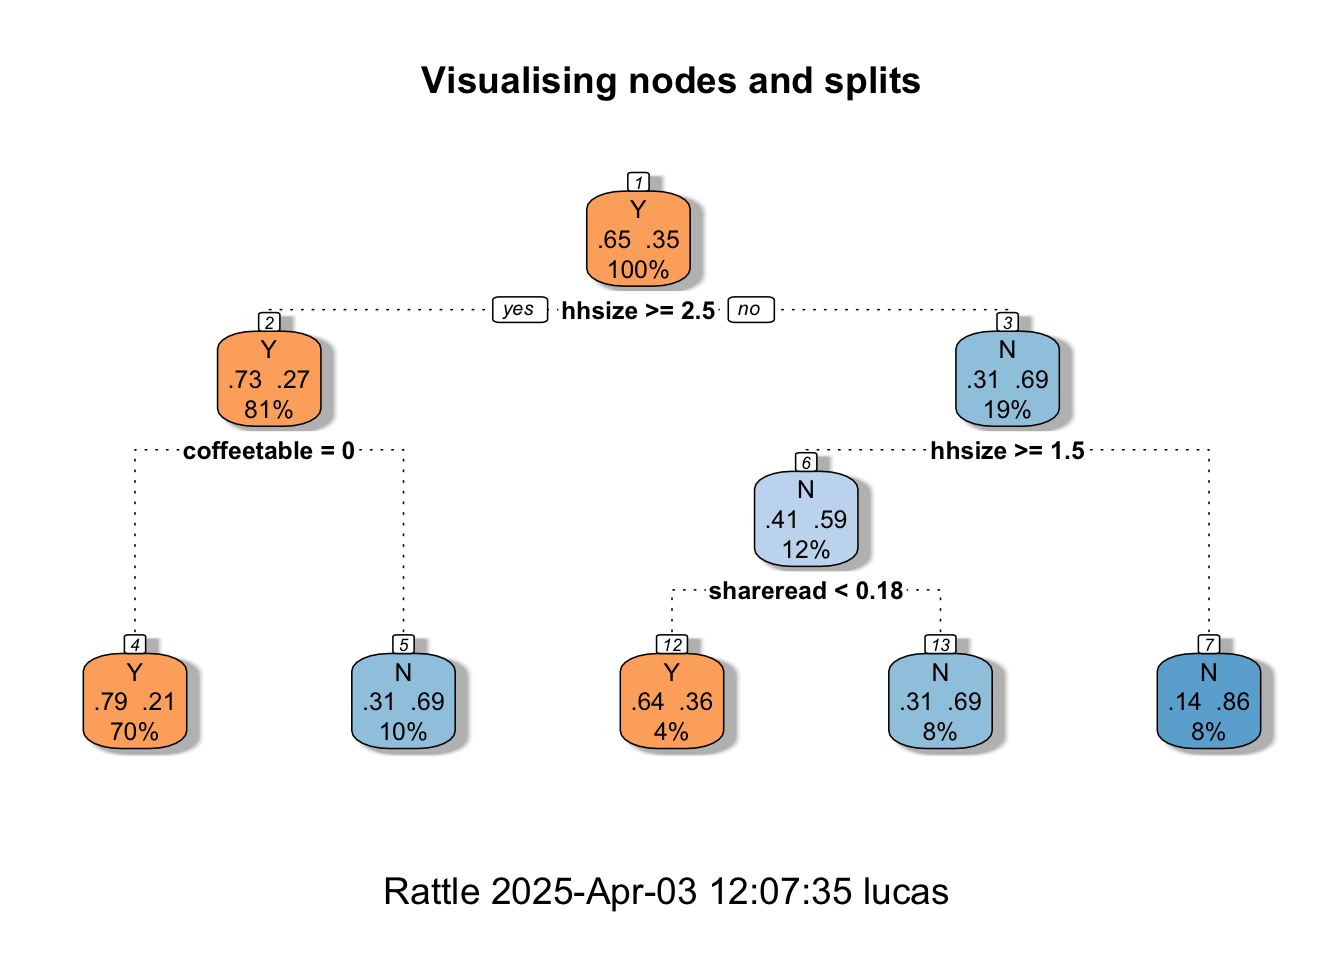 Visualising nodes and splits
1
Y
.65 .35
100%
yes hhsize >= 2.5 no
2
Y
.73 .27
81%
3
N
.31 .69
19%
coffeetable = 0
hhsize >= 1.5
6
N
.41 .59
12%
shareread < 0.18
4
Y
.79 .21
70%
5
N
.31 .69
10%
12
Y
.64 .36
4%
13
N
.31 .69
8%
7
N
.14 .86
8%
Rattle 2025-Apr-03 12:07:35 lucas